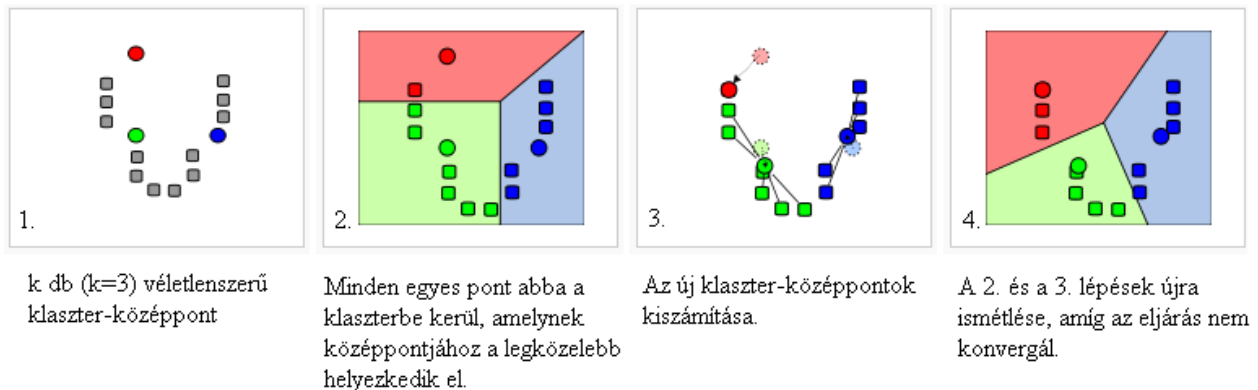 1.
2.
3.
4.
k db (k=3) véletlenszerű
klaszter-középpont
Minden egyes pont abba a
klaszterbe kerül, amelynek
középpontjához a legközelebb
helyezkedik el.
Az új klaszter-középpontok
kiszámítása.
A 2. és a 3. lépések újra
ismétlése, amíg az eljárás nem
konvergál.